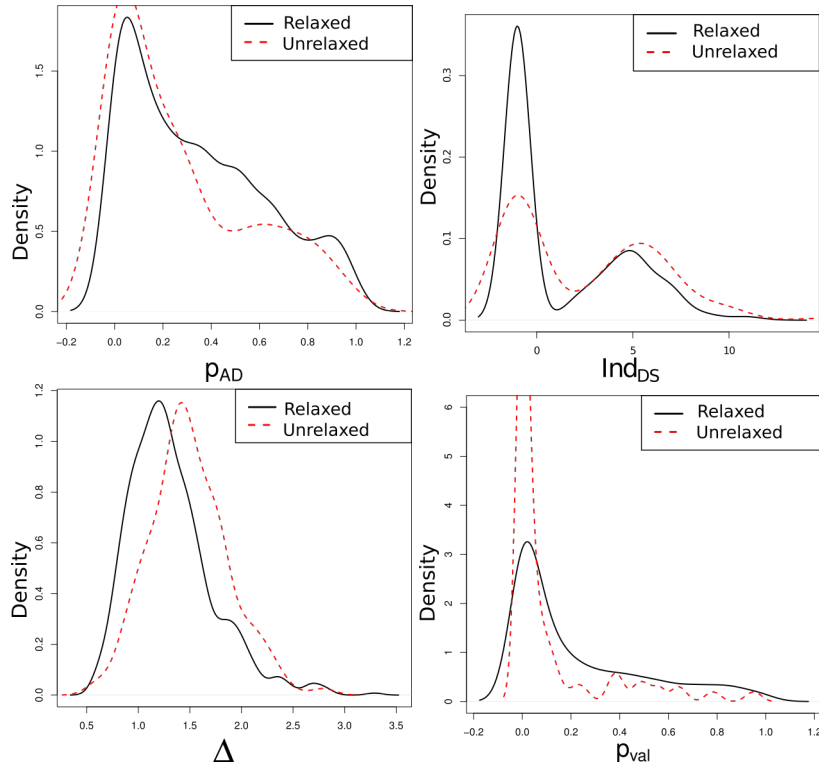 Relaxed
Unrelaxed
Density
0.0 0.5 1.0 1.5
−0.2 0.0 0.2 0.4 0.6 0.8 1.0 1.2
pAD
Relaxed
Unrelaxed
Density
0.0 0.1 0.2 0.3
0 5 10
IndDS
Relaxed
Unrelaxed
Density
0.0 0.2 0.4 0.6 0.8 1.0 1.2
0.5 1.0 1.5 2.0 2.5 3.0 3.5
Δ
Relaxed
Unrelaxed
Density
0 1 2 3 4 5 6
−0.2 0.0 0.2 0.4 0.6 0.8 1.0 1.2
pval